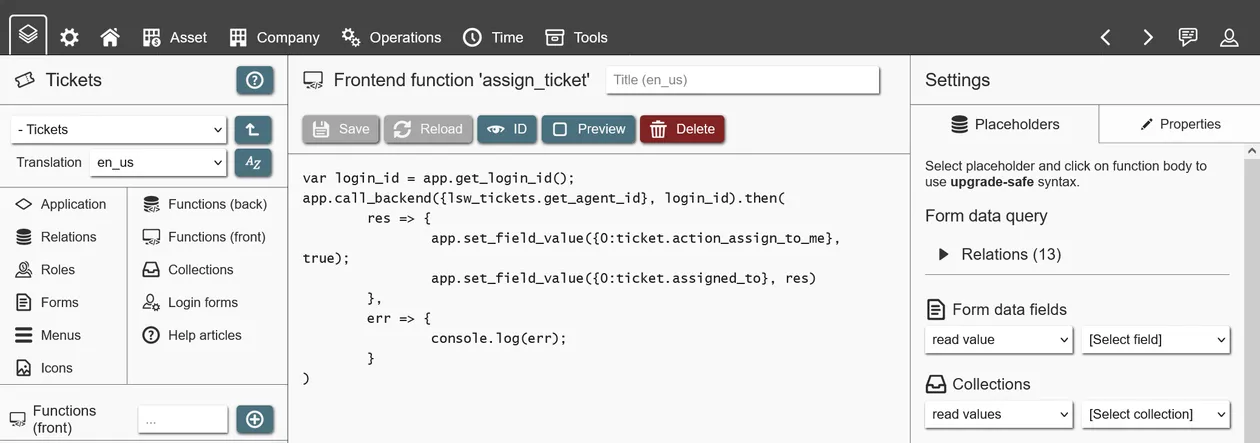 Asset
Company
Operations
Time
Tools
Tickets
- Tickets
Translation en_us
AZ
Application
Functions (back)
Relations
Functions (front)
Roles
Collections
Forms
Login forms
Menus
Help articles
Icons
Functions
(front)
...
Frontend function 'assign_ticket'
Title (en_us)
Save
Reload
ID
Preview
Delete
var login_id = app.get_login_id();
app.call_backend({lsw_tickets.get_agent_id}, login_id).then(
        res => {
                app.set_field_value({0:ticket.action_assign_to_me},
true);
                app.set_field_value({0:ticket.assigned_to}, res)
        },
        err => {
                console.log(err);
        }
)
Settings
Placeholders
Properties
Select placeholder and click on function body to
use upgrade-safe syntax.
Form data query
Relations (13)
Form data fields
read value
[Select field]
Collections
read values
[Select collection]